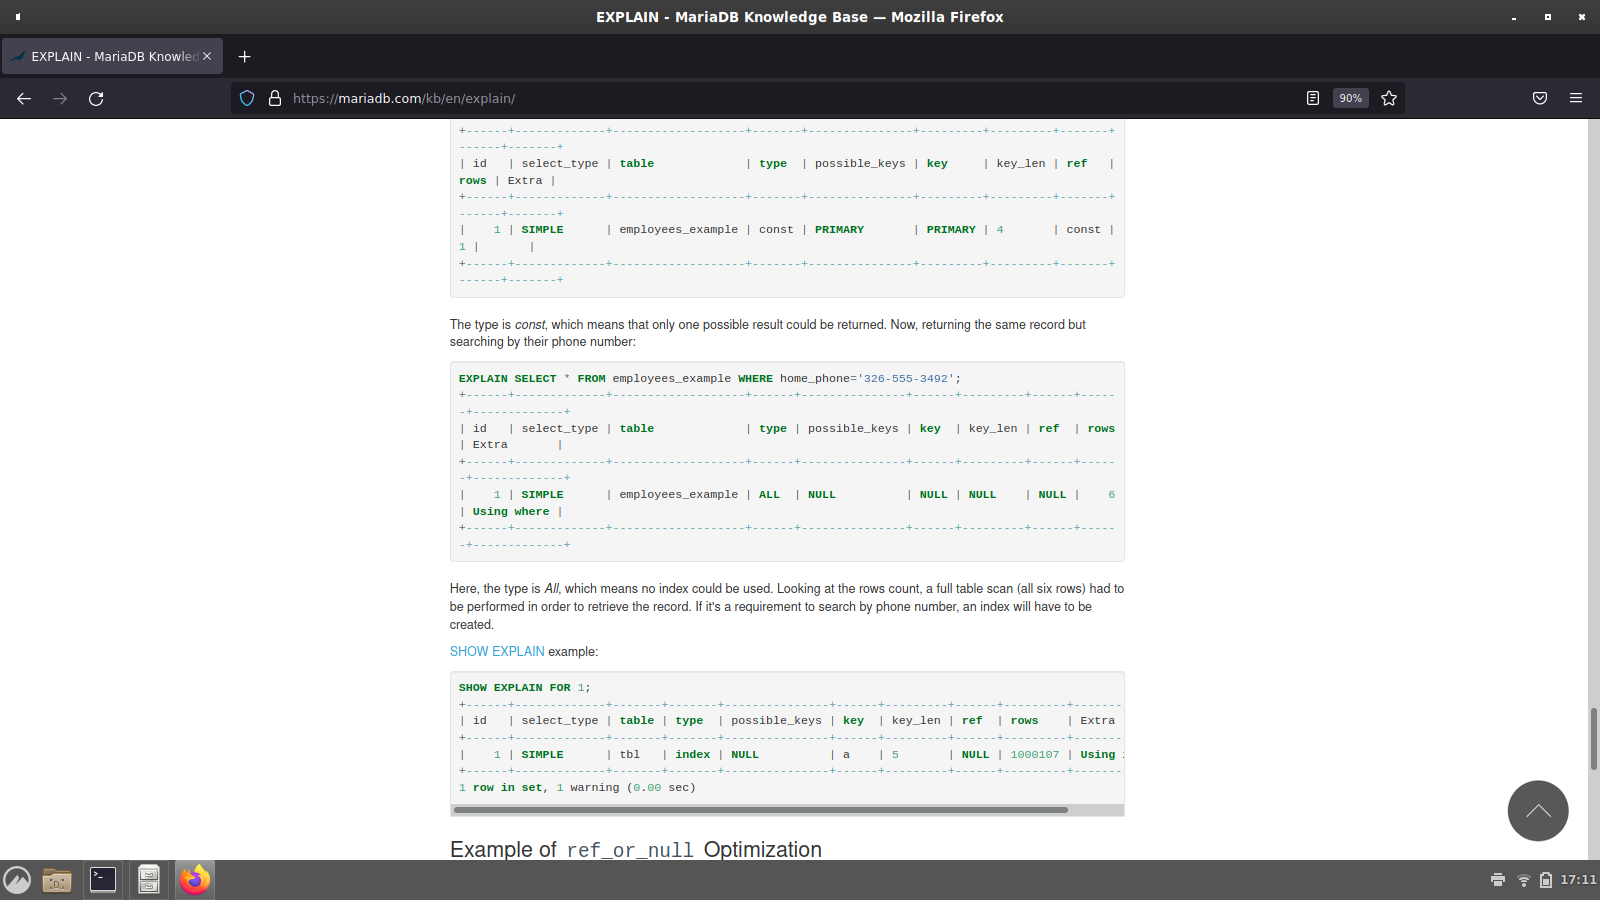 EXPLAIN - MariaDB Knowledge Base — Mozilla Firefox
EXPLAIN - MariaDB Knowled
https://mariadb.com/kb/en/explain/
90%
+------+-------------+-------------------+-------+---------------+---------+---------+-------+
------+-------+
| id   | select_type | table             | type  | possible_keys | key     | key_len | ref   |
rows | Extra |
+------+-------------+-------------------+-------+---------------+---------+---------+-------+
------+-------+
|    1 | SIMPLE      | employees_example | const | PRIMARY       | PRIMARY | 4       | const |
1 |       |
+------+-------------+-------------------+-------+---------------+---------+---------+-------+
------+-------+
The type is const, which means that only one possible result could be returned. Now, returning the same record but
searching by their phone number:
EXPLAIN SELECT * FROM employees_example WHERE home_phone='326-555-3492';
+------+-------------+-------------------+------+---------------+------+---------+------+-----
-+-------------+
| id   | select_type | table             | type | possible_keys | key  | key_len | ref  | rows
| Extra       |
+------+-------------+-------------------+------+---------------+------+---------+------+-----
-+-------------+
|    1 | SIMPLE      | employees_example | ALL  | NULL          | NULL | NULL    | NULL |    6
| Using where |
+------+-------------+-------------------+------+---------------+------+---------+------+-----
-+-------------+
Here, the type is All, which means no index could be used. Looking at the rows count, a full table scan (all six rows) had to
be performed in order to retrieve the record. If it's a requirement to search by phone number, an index will have to be
created.
SHOW EXPLAIN example:
SHOW EXPLAIN FOR 1;
+------+-------------+-------+-------+---------------+------+---------+------+---------+-------
| id   | select_type | table | type  | possible_keys | key  | key_len | ref  | rows    | Extra
+------+-------------+-------+-------+---------------+------+---------+------+---------+-------
|    1 | SIMPLE      | tbl   | index | NULL          | a    | 5       | NULL | 1000107 | Using
+------+-------------+-------+-------+---------------+------+---------+------+---------+-------
1 row in set, 1 warning (0.00 sec)
Example of ref_or_null Optimization
17:11